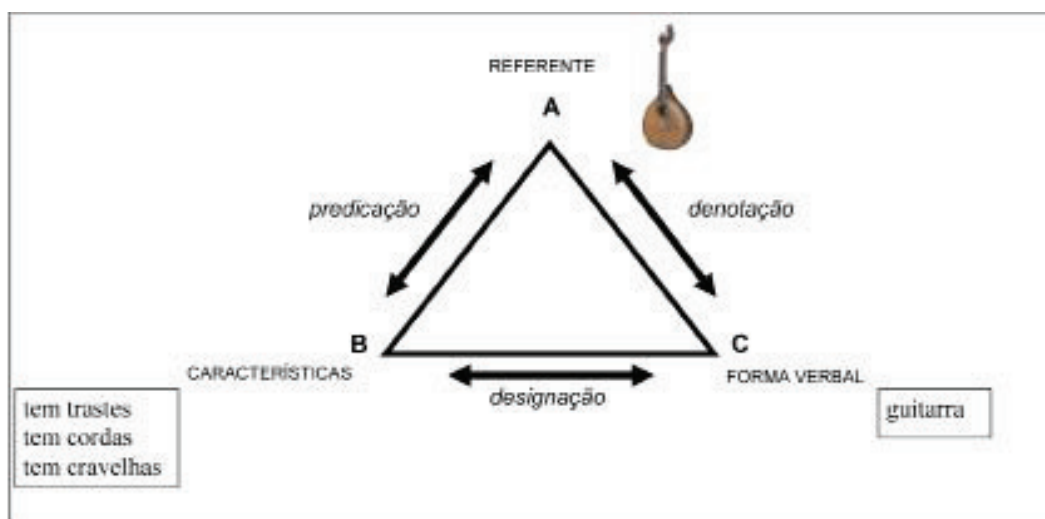 REFERENTE
A
predicação
denotação
B
C
CARACTERÍSTICAS
FORMA VERBAL
designação
tem trastes
tem cordas
tem cravelhas
guitarra